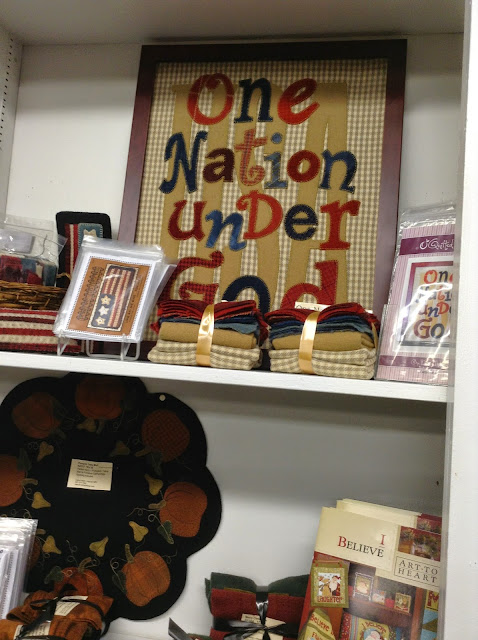 One
Nation
unDer
God
One
Nation
under
God
I
BELIEVE
ART TO
HEART